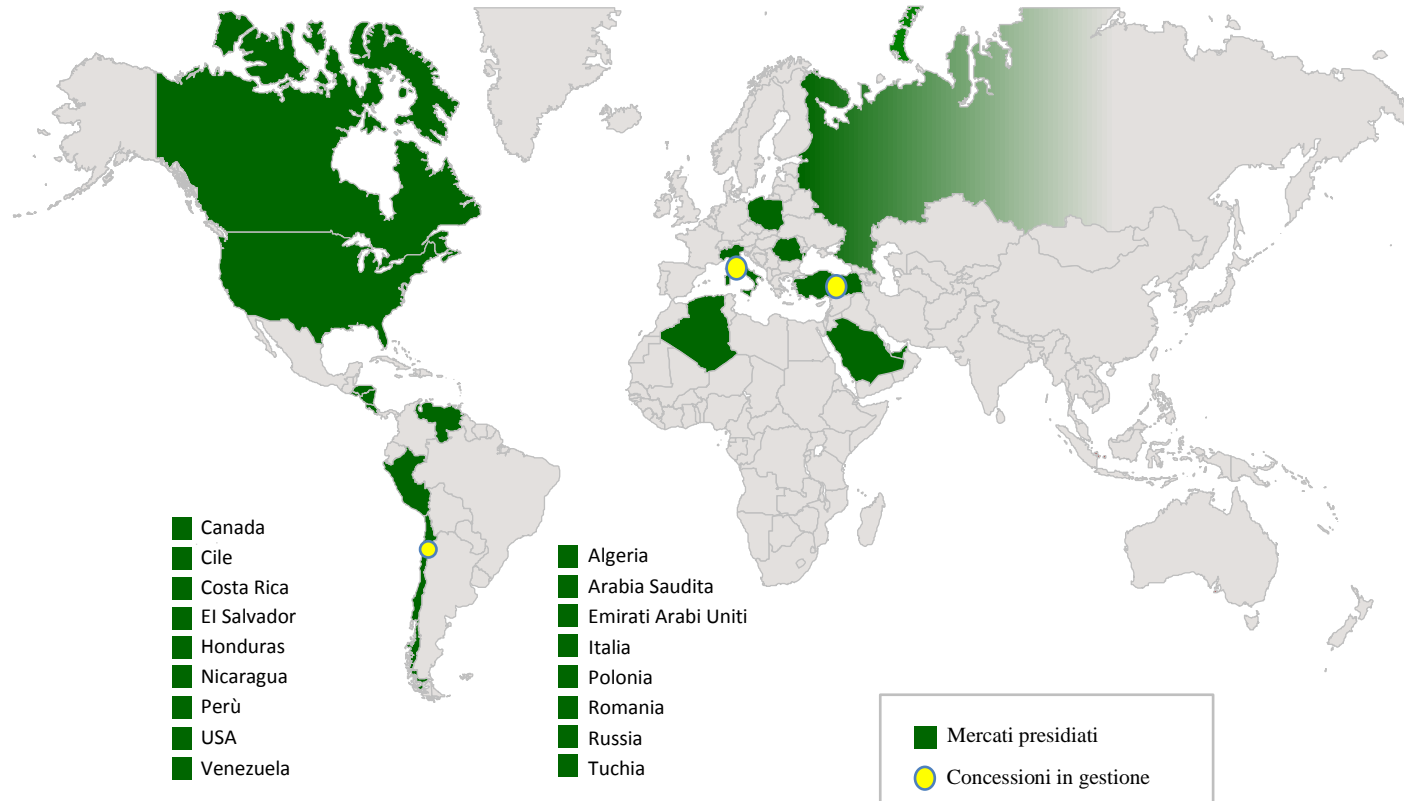 Canada
Cile
Costa Rica
El Salvador
Honduras
Nicaragua
Perù
USA
Venezuela
Algeria
Arabia Saudita
Emirati Arabi Uniti
Italia
Polonia
Romania
Russia
Tuchia
Mercati presidiati
Concessioni in gestione